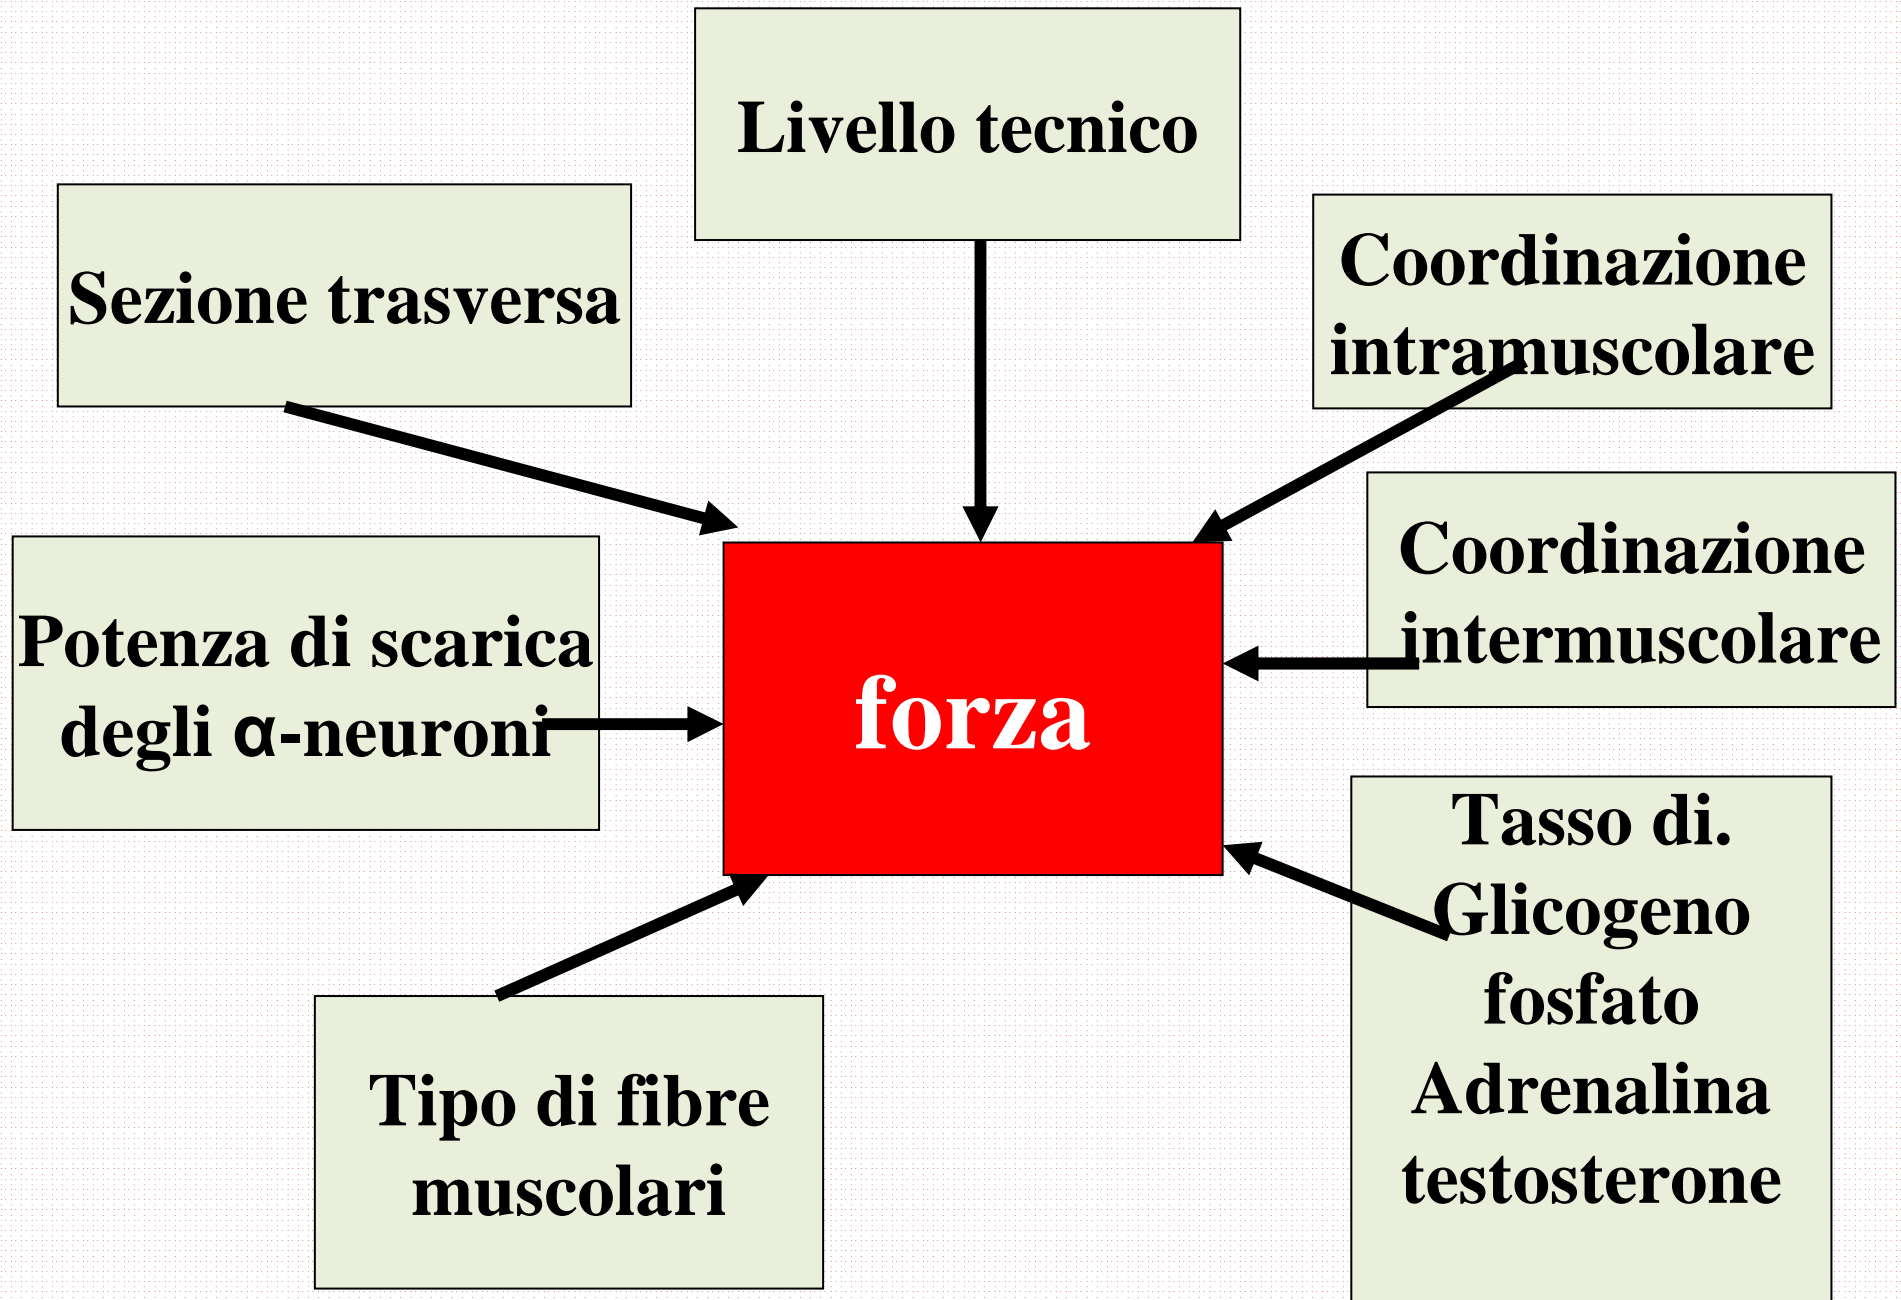 Livello tecnico
Sezione trasversa
Coordinazione
intramuscolare
Coordinazione
intermuscolare
Potenza di scarica
degli α-neuroni
forza
Tasso di.
Glicogeno
fosfato
Adrenalina
testosterone
Tipo di fibre
muscolari